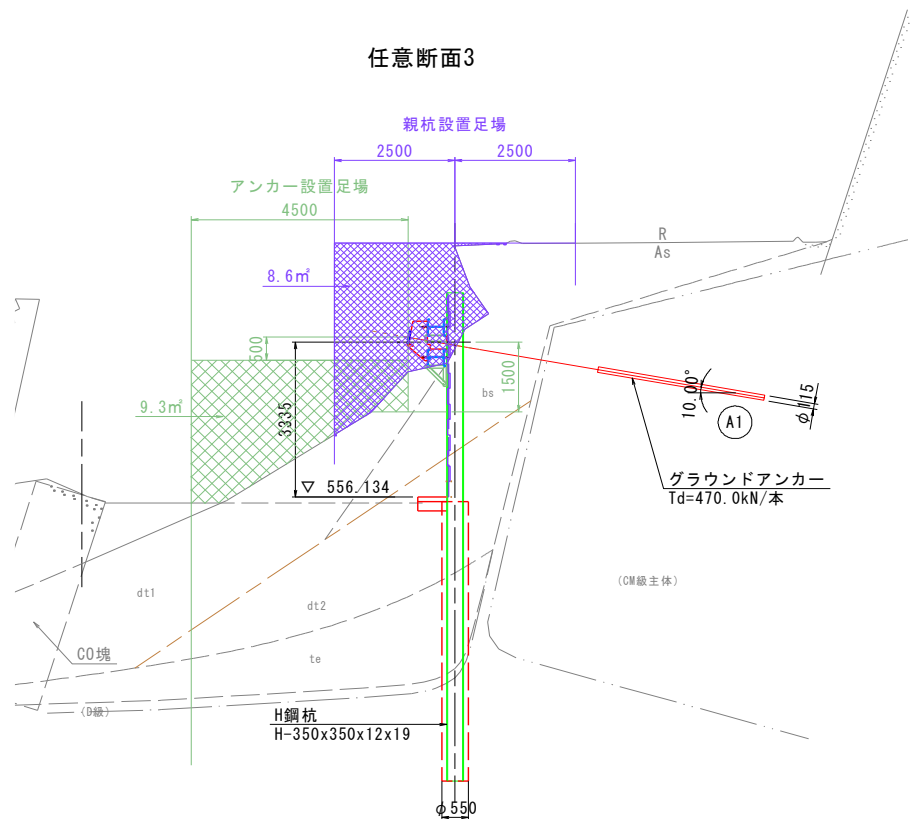 任意断面3
親杭設置足場
2500
2500
アンカー設置足場
4500
R
As
8.6㎡
500
1500
3335
bs
9.3㎡
10.00°
φ115
A1
グラウンドアンカー
Td=470.0kN/本
▽ 556.134
(CM級主体)
dt1
dt2
te
CO塊
(D級)
H鋼杭
H-350x350x12x19
φ550